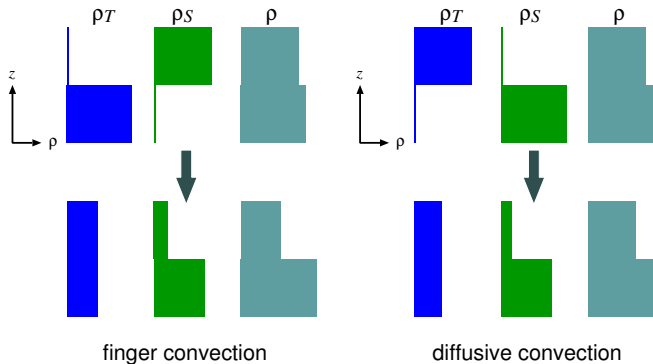 ρT ρS ρ
ρT ρS ρ
z
ρ
z
ρ
finger convection
diffusive convection